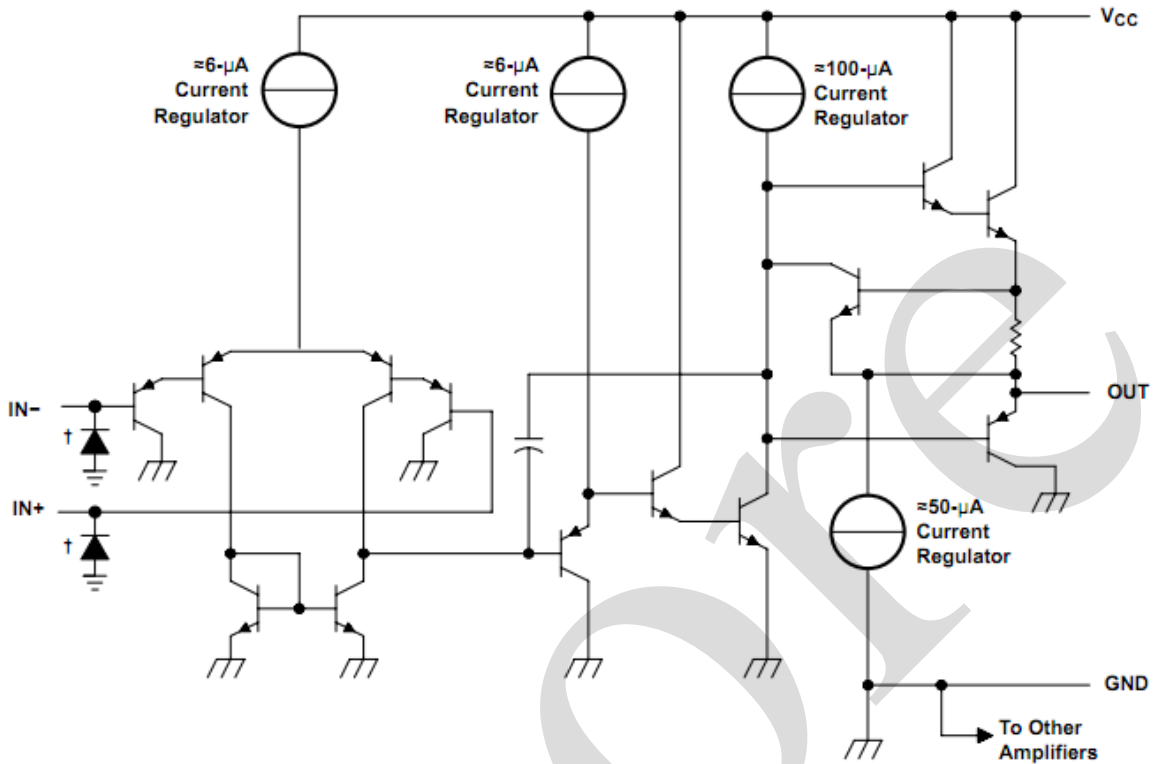 VCC
≈6-µA
Current
Regulator
≈6-µA
Current
Regulator
≈100-µA
Current
Regulator
IN−
†
OUT
IN+
†
≈50-µA
Current
Regulator
GND
To Other
Amplifiers
ore